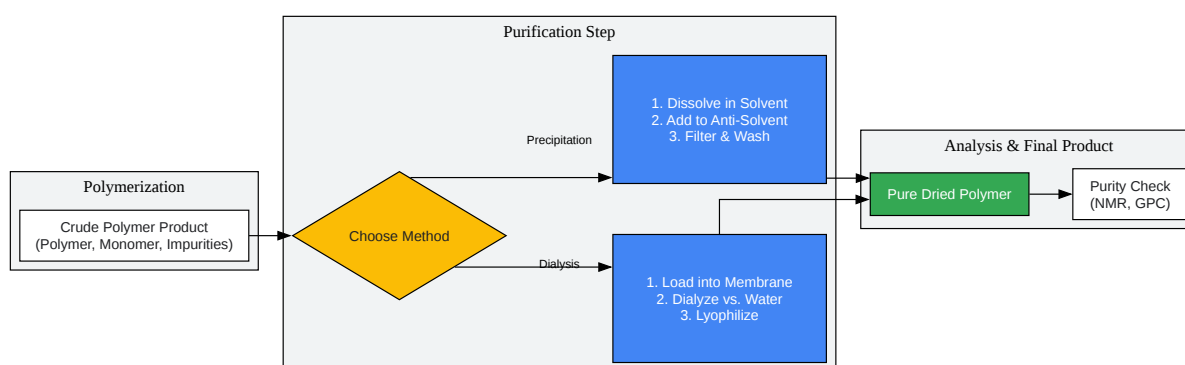 Polymerization
Crude Polymer Product
(Polymer, Monomer, Impurities)
Purification Step
Choose Method
Precipitation
1. Dissolve in Solvent
2. Add to Anti-Solvent
3. Filter & Wash
Dialysis
1. Load into Membrane
2. Dialyze vs. Water
3. Lyophilize
Analysis & Final Product
Pure Dried Polymer
Purity Check
(NMR, GPC)